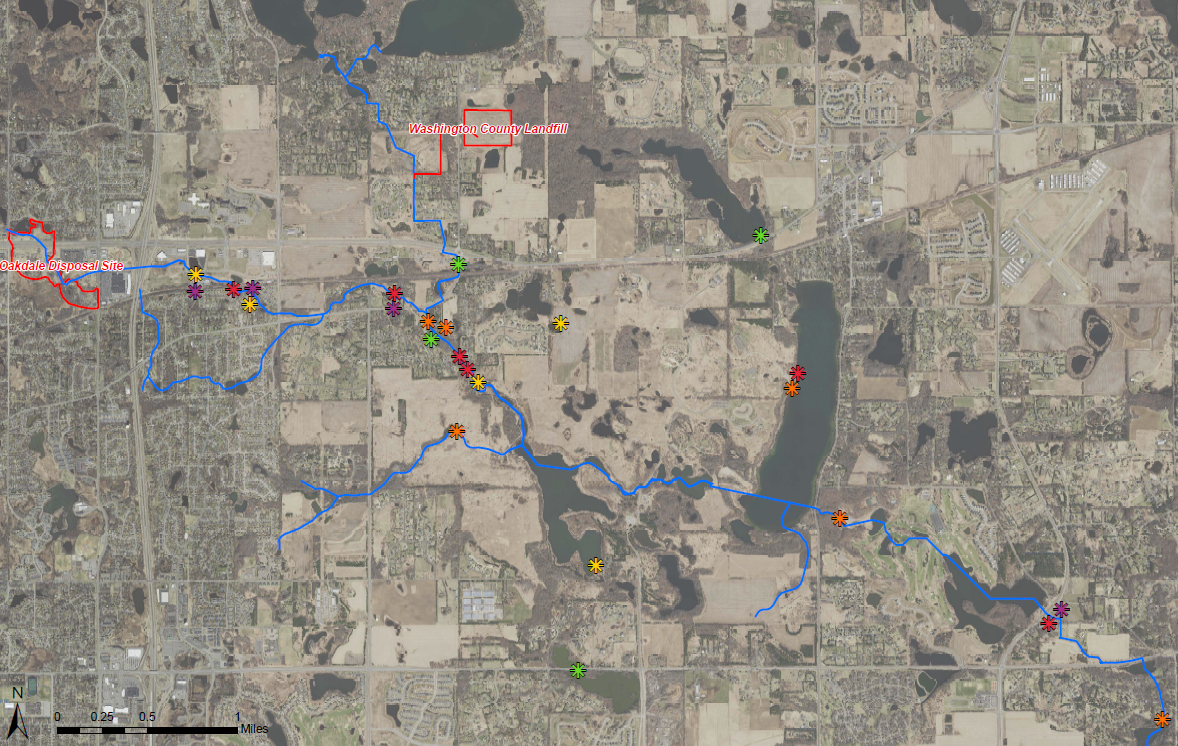 Washington County Landfill
Oakdale Disposal Site
N
0 0.25 0.5 1
Miles